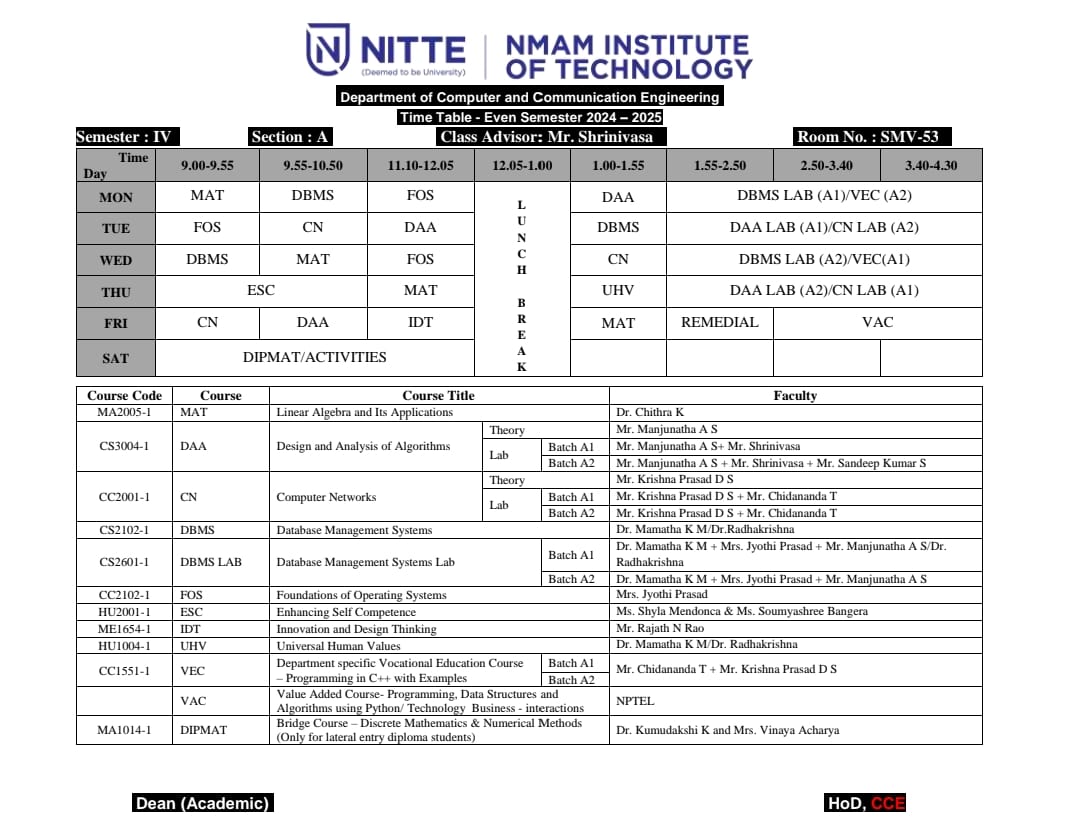 NITTE
(Deemed to be University)
NMAM INSTITUTE
OF TECHNOLOGY
Department of Computer and Communication Engineering
Time Table - Even Semester 2024 – 2025
Semester : IV Section : A Class Advisor: Mr. Shrinivasa Room No. : SMV-53
Time
Day
9.00-9.55 9.55-10.50 11.10-12.05 12.05-1.00 1.00-1.55 1.55-2.50 2.50-3.40 3.40-4.30
MON MAT DBMS FOS DAA DBMS LAB (A1)/VEC (A2)
TUE FOS CN DAA DBMS DAA LAB (A1)/CN LAB (A2)
WED DBMS MAT FOS CN DBMS LAB (A2)/VEC(A1)
THU ESC MAT UHV DAA LAB (A2)/CN LAB (A1)
FRI CN DAA IDT MAT REMEDIAL VAC
SAT DIPMAT/ACTIVITIES
LUNCH BREAK
Course Code Course Course Title Faculty
MA2005-1 MAT Linear Algebra and Its Applications Dr. Chithra K
CS3004-1 DAA Design and Analysis of Algorithms Theory Mr. Manjunatha A S
Lab Batch A1 Mr. Manjunatha A S+ Mr. Shrinivasa
Batch A2 Mr. Manjunatha A S + Mr. Shrinivasa + Mr. Sandeep Kumar S
CC2001-1 CN Computer Networks Theory Mr. Krishna Prasad D S
Lab Batch A1 Mr. Krishna Prasad D S + Mr. Chidananda T
Batch A2 Mr. Krishna Prasad D S + Mr. Chidananda T
CS2102-1 DBMS Database Management Systems Dr. Mamatha K M/Dr.Radhakrishna
CS2601-1 DBMS LAB Database Management Systems Lab Batch A1 Dr. Mamatha K M + Mrs. Jyothi Prasad + Mr. Manjunatha A S/Dr.
Radhakrishna
Batch A2 Dr. Mamatha K M + Mrs. Jyothi Prasad + Mr. Manjunatha A S
CC2102-1 FOS Foundations of Operating Systems Mrs. Jyothi Prasad
HU2001-1 ESC Enhancing Self Competence Ms. Shyla Mendonca & Ms. Soumyashree Bangera
ME1654-1 IDT Innovation and Design Thinking Mr. Rajath N Rao
HU1004-1 UHV Universal Human Values Dr. Mamatha K M/Dr. Radhakrishna
CC1551-1 VEC Department specific Vocational Education Course Batch A1 Mr. Chidananda T + Mr. Krishna Prasad D S
– Programming in C++ with Examples Batch A2
VAC Value Added Course- Programming, Data Structures and NPTEL
Algorithms using Python/ Technology Business - interactions
MA1014-1 DIPMAT Bridge Course – Discrete Mathematics & Numerical Methods Dr. Kumudakshi K and Mrs. Vinaya Acharya
(Only for lateral entry diploma students)
Dean (Academic) HoD, CCE